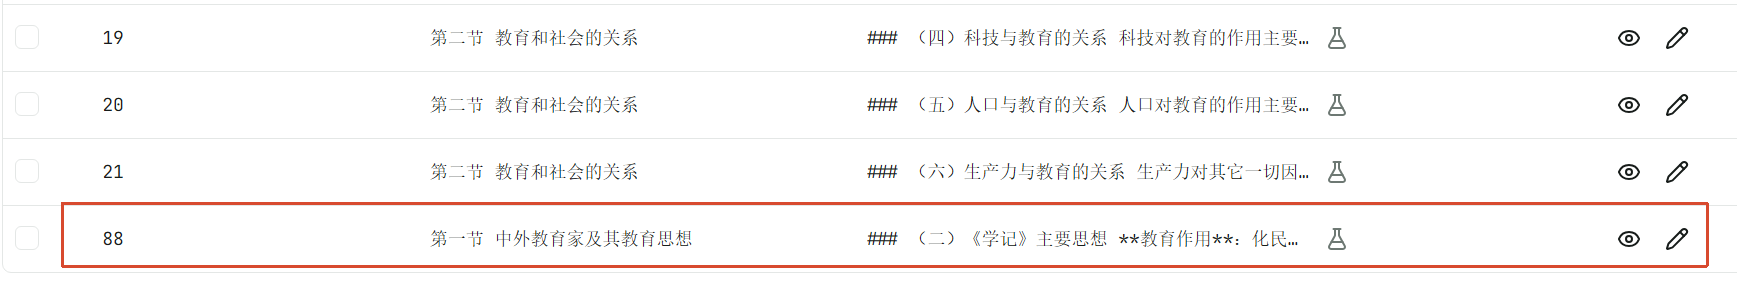 19 第二节 教育和社会的关系 ### （四）科技与教育的关系 科技对教育的作用主要…
20 第二节 教育和社会的关系 ### （五）人口与教育的关系 人口对教育的作用主要…
21 第二节 教育和社会的关系 ### （六）生产力与教育的关系 生产力对其它一切因…
88 第一节 中外教育家及其教育思想 ### （二）《学记》主要思想 **教育作用**：化民…